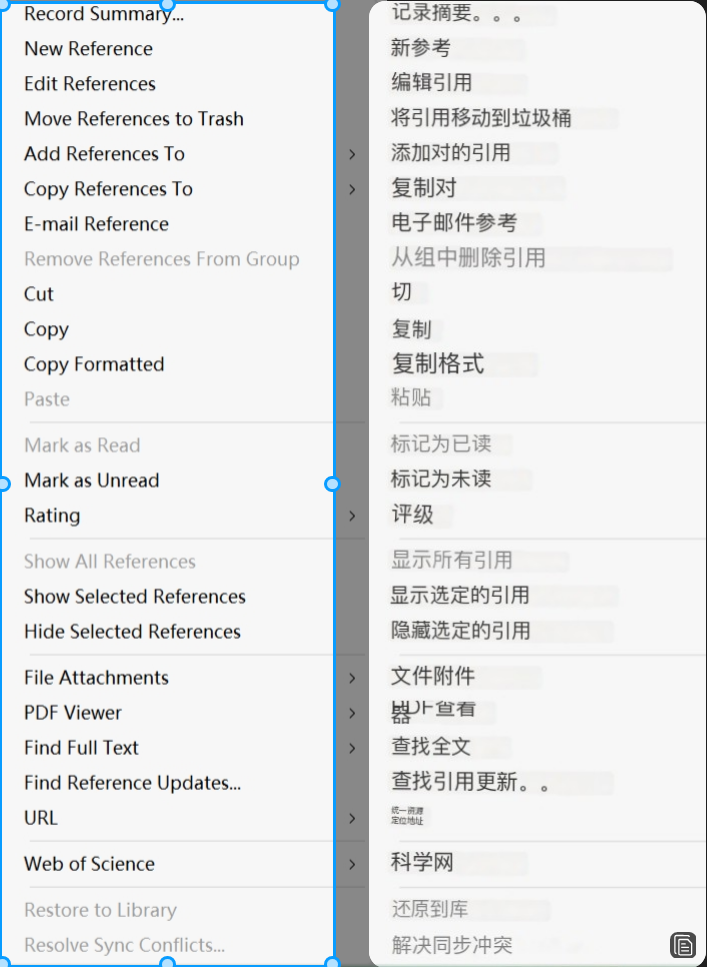 Record Summary...
New Reference
Edit References
Move References to Trash
Add References To
Copy References To
E-mail Reference
Remove References From Group
Cut
Copy
Copy Formatted
Paste
Mark as Read
Mark as Unread
Rating
Show All References
Show Selected References
Hide Selected References
File Attachments
PDF Viewer
Find Full Text
Find Reference Updates...
URL
Web of Science
Restore to Library
Resolve Sync Conflicts...
记录摘要。。。
新参考
编辑引用
将引用移动到垃圾桶
添加对的引用
复制对
电子邮件参考
从组中删除引用
切
复制
复制格式
粘贴
标记为已读
标记为未读
评级
显示所有引用
显示选定的引用
隐藏选定的引用
文件附件
PDF查看
器
查找全文
查找引用更新。。
统一资源
定位地址
科学网
还原到库
解决同步冲突